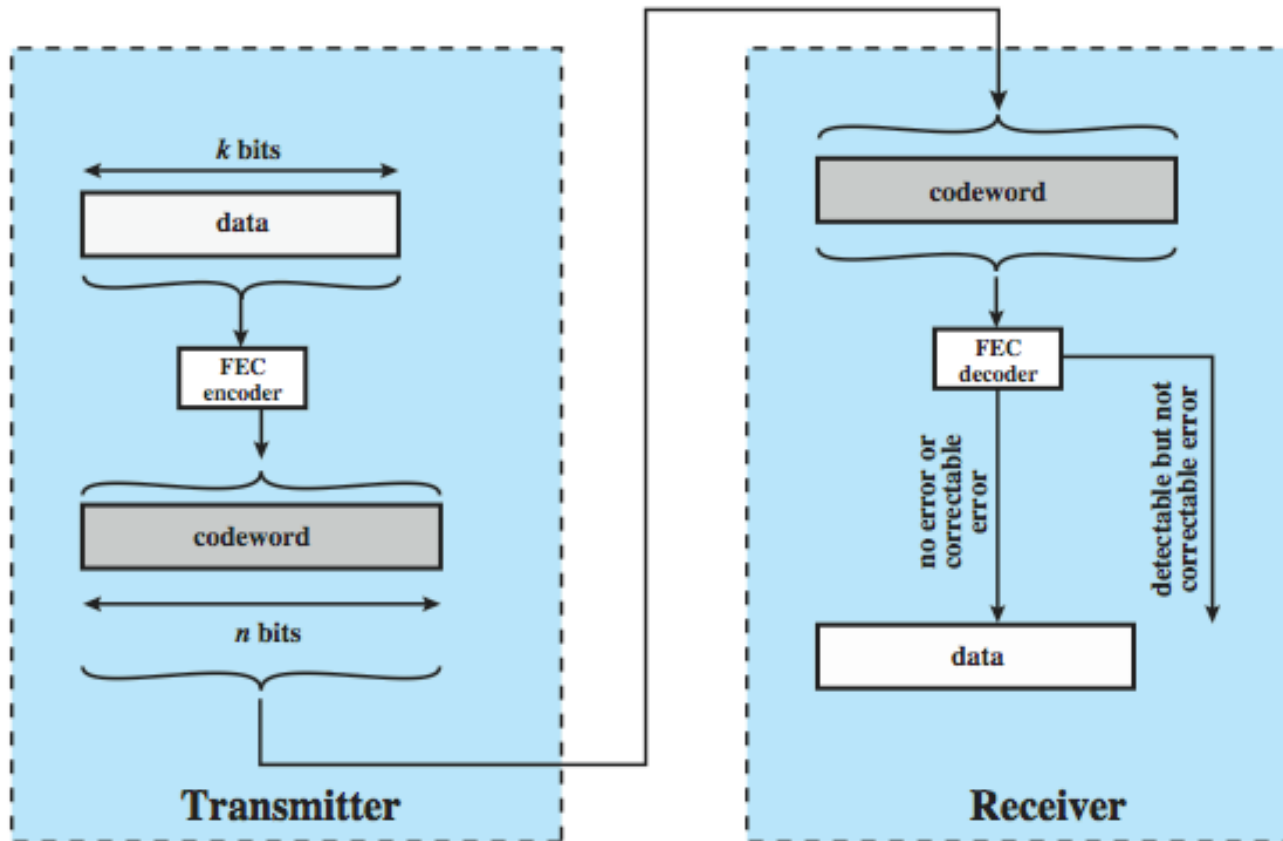 k bits
data
FEC
encoder
codeword
n bits
Transmitter
codeword
FEC
decoder
no error or
correctable
error
detectable but not
correctable error
data
Receiver